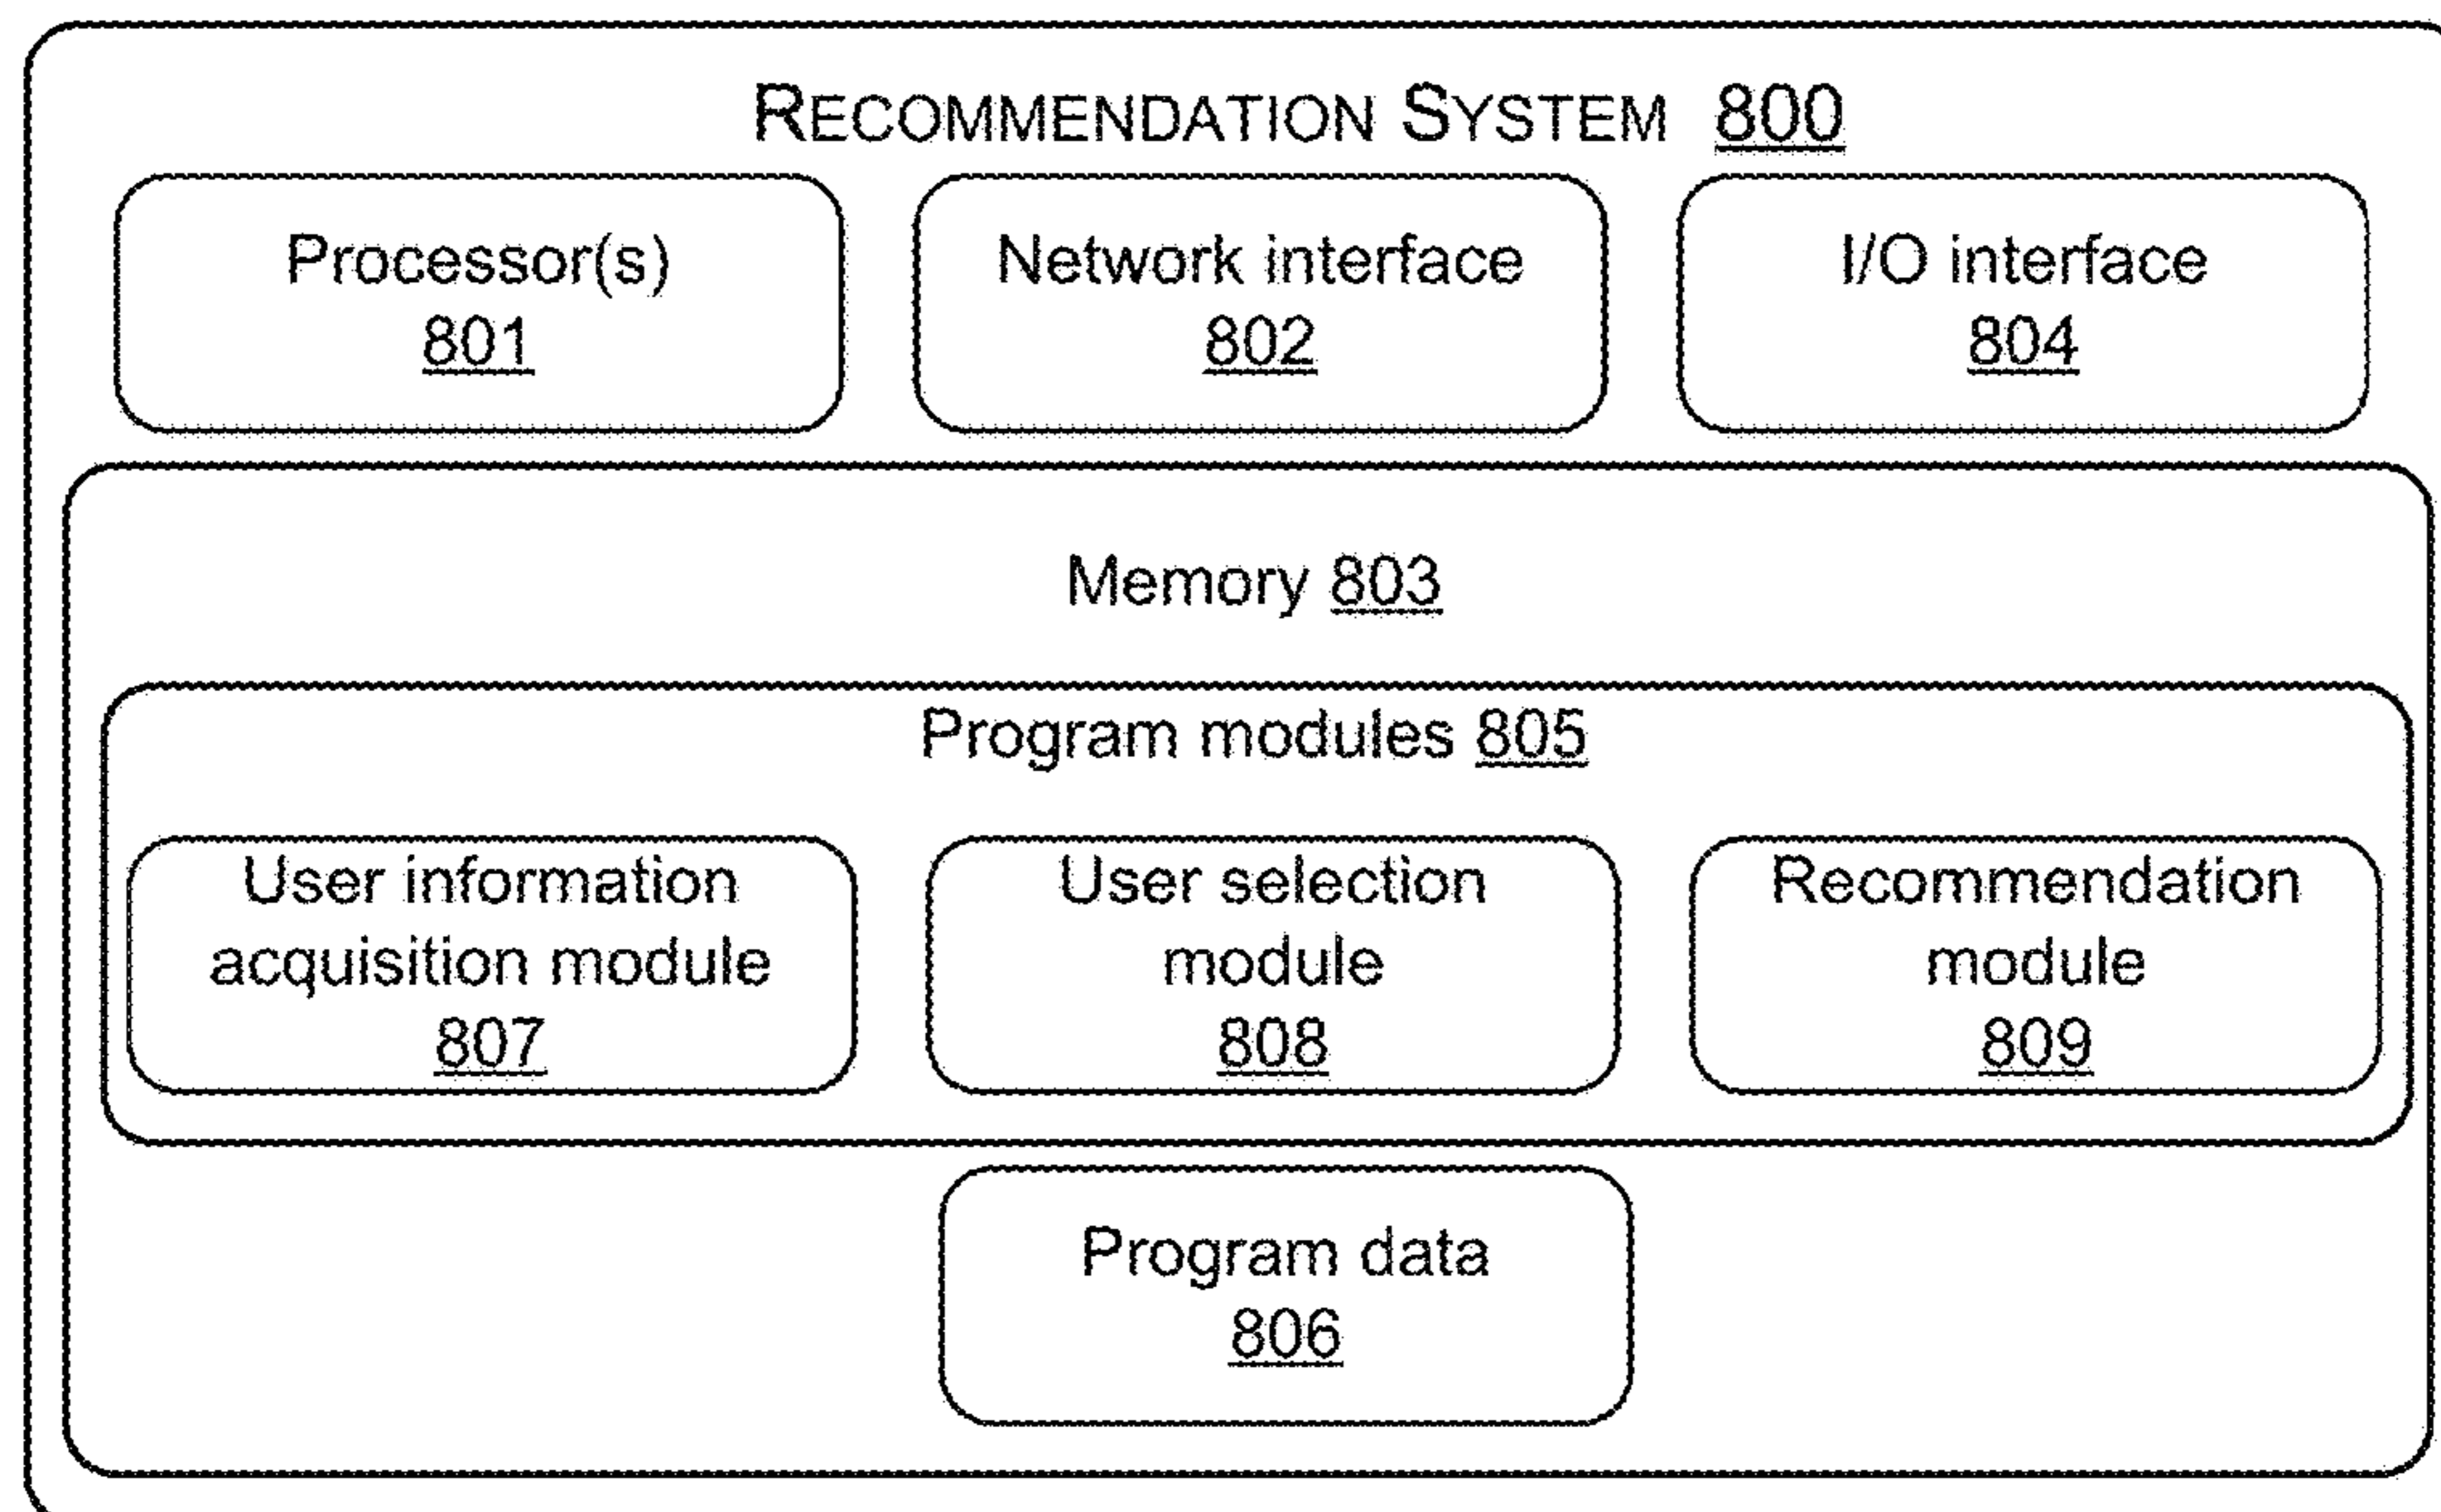 RECOMMENDATION SYSTEM 800
Processor(s)
801
Network interface
802
I/O interface
804
Memory 803
Program modules 805
User information
acquisition module
807
User selection
module
808
Recommendation
module
809
Program data
806